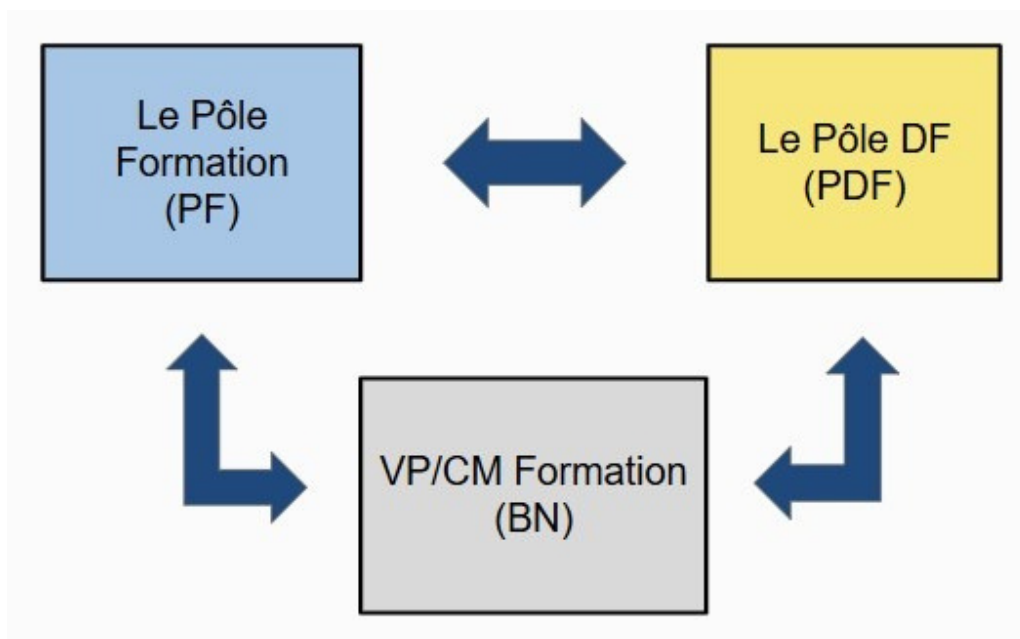 Le Pôle
Formation
(PF)
Le Pôle DF
(PDF)
VP/CM Formation
(BN)